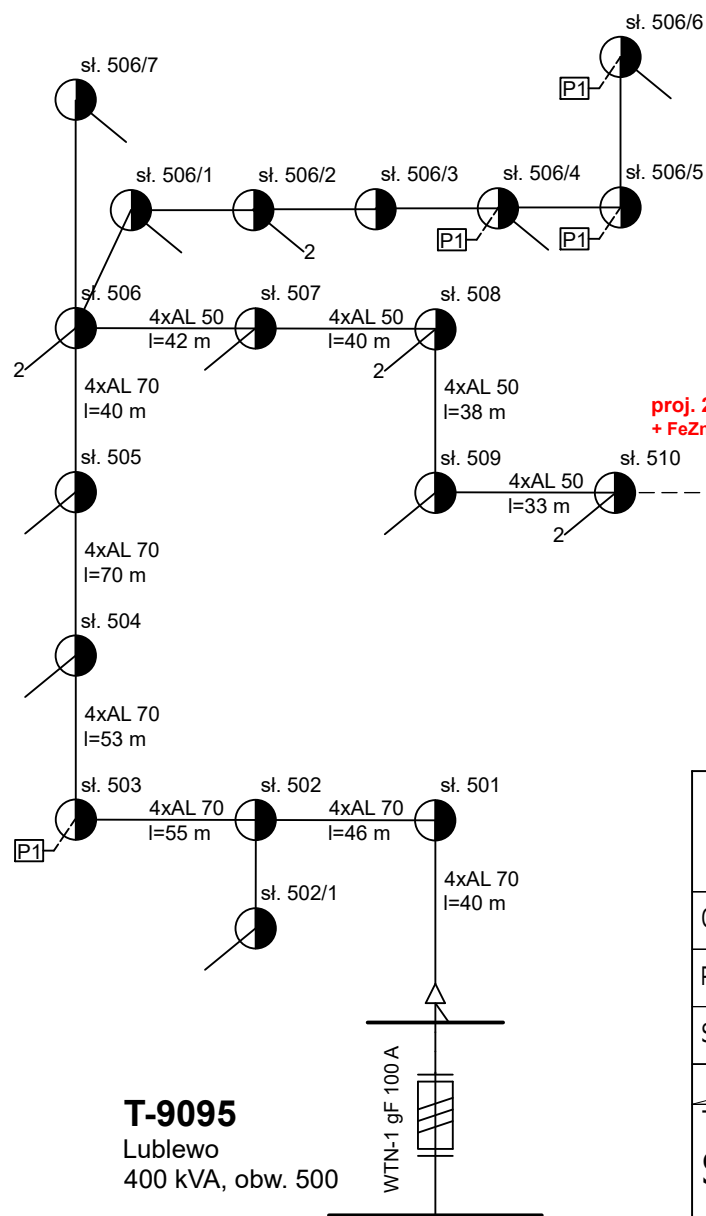 sł. 506/6
sł. 506/7
P1
sł. 506/1
sł. 506/2
sł. 506/3
sł. 506/4
sł. 506/5
P1
P1
2
sł. 506
4xAL 50
l=42 m
sł. 507
4xAL 50
l=40 m
sł. 508
2
2
4xAL 70
l=40 m
4xAL 50
l=38 m
proj. 2
+ FeZn
sł. 505
sł. 509
4xAL 50
l=33 m
sł. 510
2
4xAL 70
l=70 m
sł. 504
4xAL 70
l=53 m
sł. 503
4xAL 70
l=55 m
sł. 502
4xAL 70
l=46 m
sł. 501
P1
4xAL 70
l=40 m
sł. 502/1
WTN-1 gF 100 A
T-9095
Lublewo
400 kVA, obw. 500